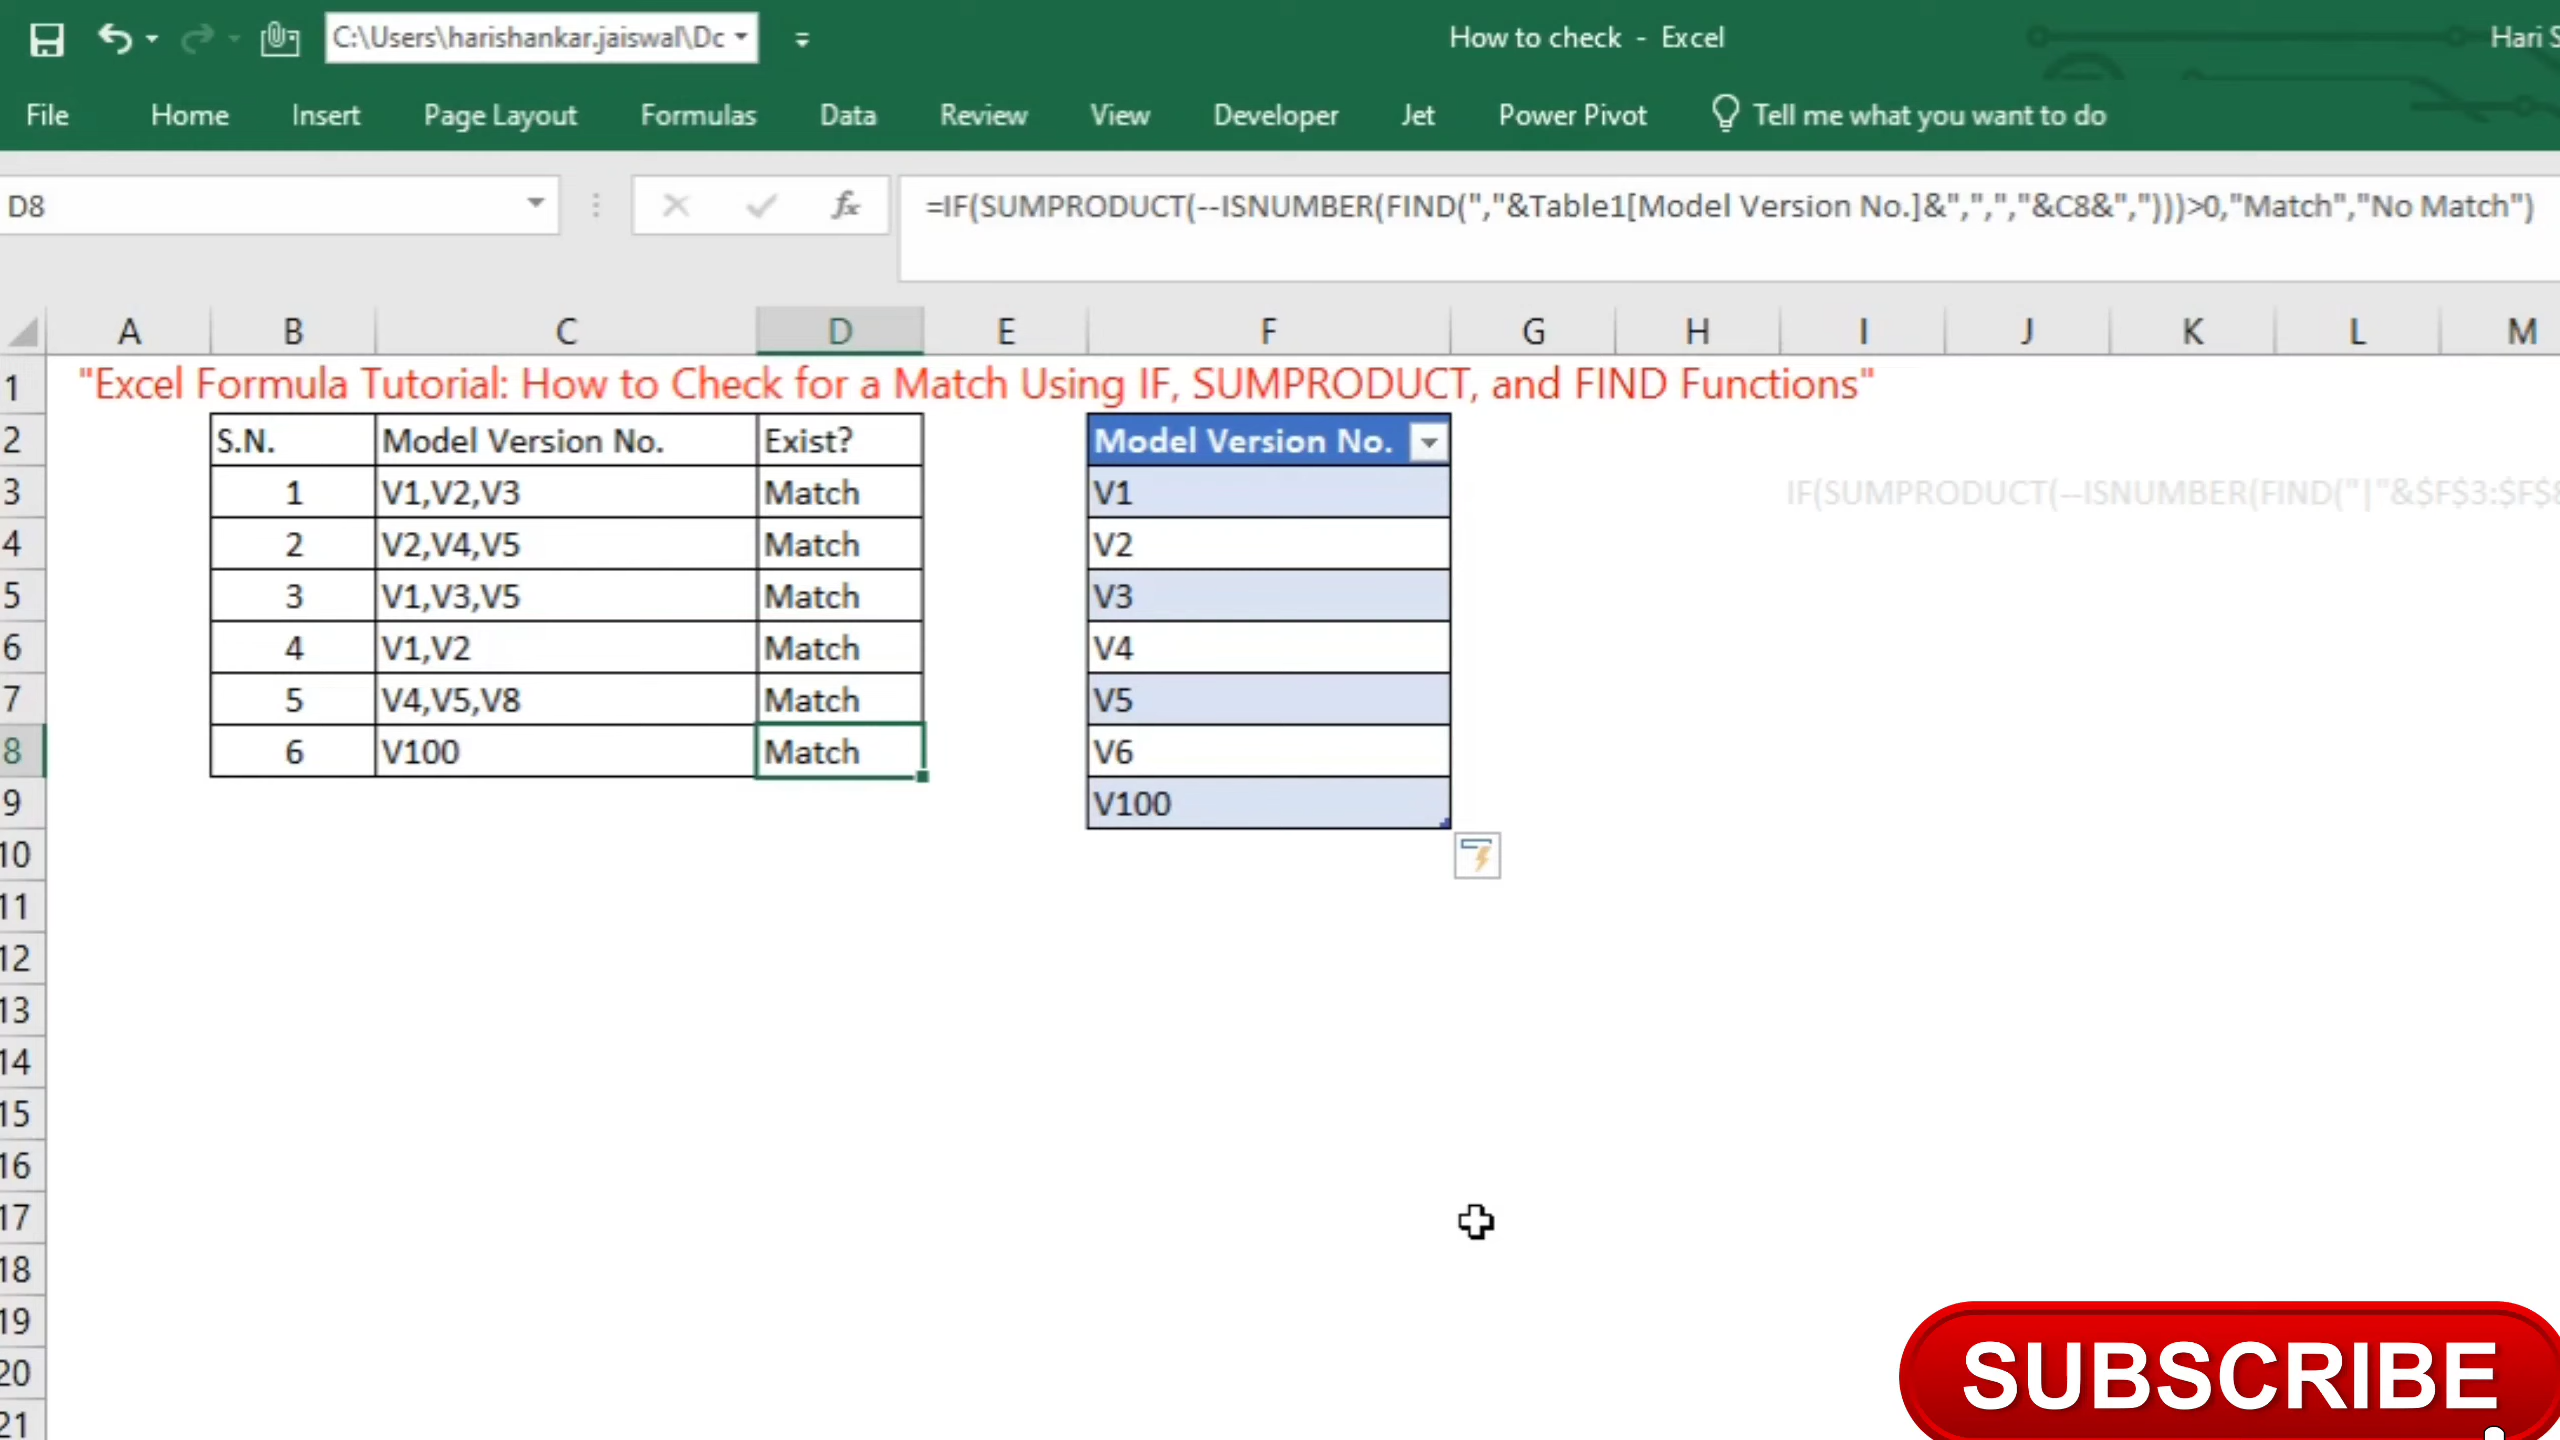 C:\Users\harishankar.jaiswal\Dc
How to check - Excel
Hari S
File Home Insert Page Layout Formulas Data Review View Developer Jet Power Pivot Tell me what you want to do
D8
fx
=IF(SUMPRODUCT(--ISNUMBER(FIND(","&Table1[Model Version No.]&",",","&C8&",")))>0,"Match","No Match")
A B C D E F G H I J K L M
1 "Excel Formula Tutorial: How to Check for a Match Using IF, SUMPRODUCT, and FIND Functions"
2 S.N. Model Version No. Exist? Model Version No.
3 1 V1,V2,V3 Match V1 IF(SUMPRODUCT(--ISNUMBER(FIND("|"&$F$3:$F$8
4 2 V2,V4,V5 Match V2
5 3 V1,V3,V5 Match V3
6 4 V1,V2 Match V4
7 5 V4,V5,V8 Match V5
8 6 V100 Match V6
9 V100
10
11
12
13
14
15
16
17
18
19
20
21
SUBSCRIBE